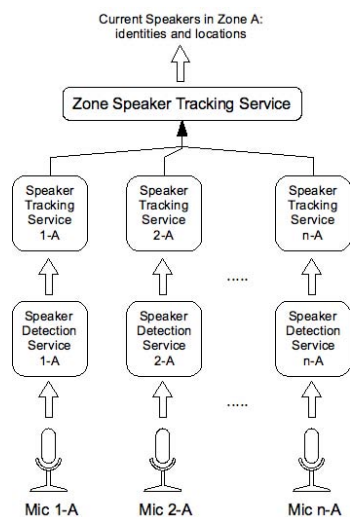 Current Speakers in Zone A:
identities and locations
Zone Speaker Tracking Service
Speaker
Tracking
Service
1-A
Speaker
Tracking
Service
2-A
Speaker
Tracking
Service
n-A
.....
Speaker
Detection
Service
1-A
Speaker
Detection
Service
2-A
Speaker
Detection
Service
n-A
.....
Mic 1-A
Mic 2-A
Mic n-A